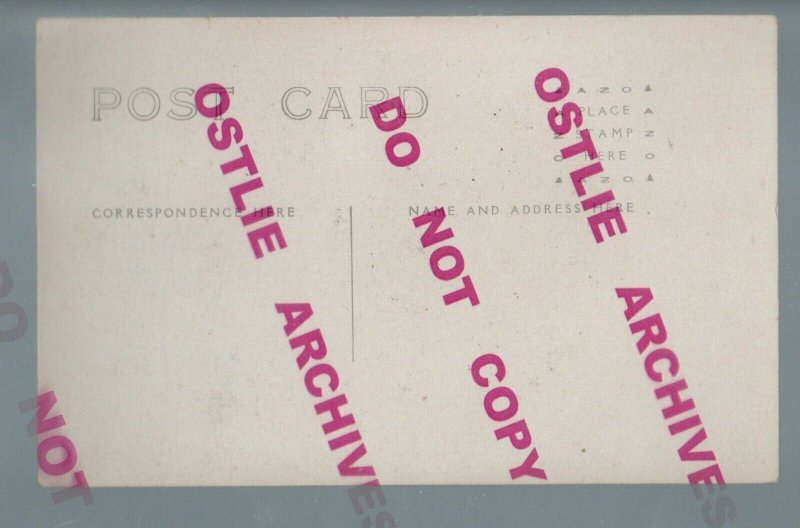 POST CARD
AZO
PLACE
STAMP
HERE
AZO
CORRESPONDENCE HERE
NAME AND ADDRESS HERE
OSTLIE ARCHIVES
DO NOT COPY
OSTLIE ARCHIVES
DO NOT